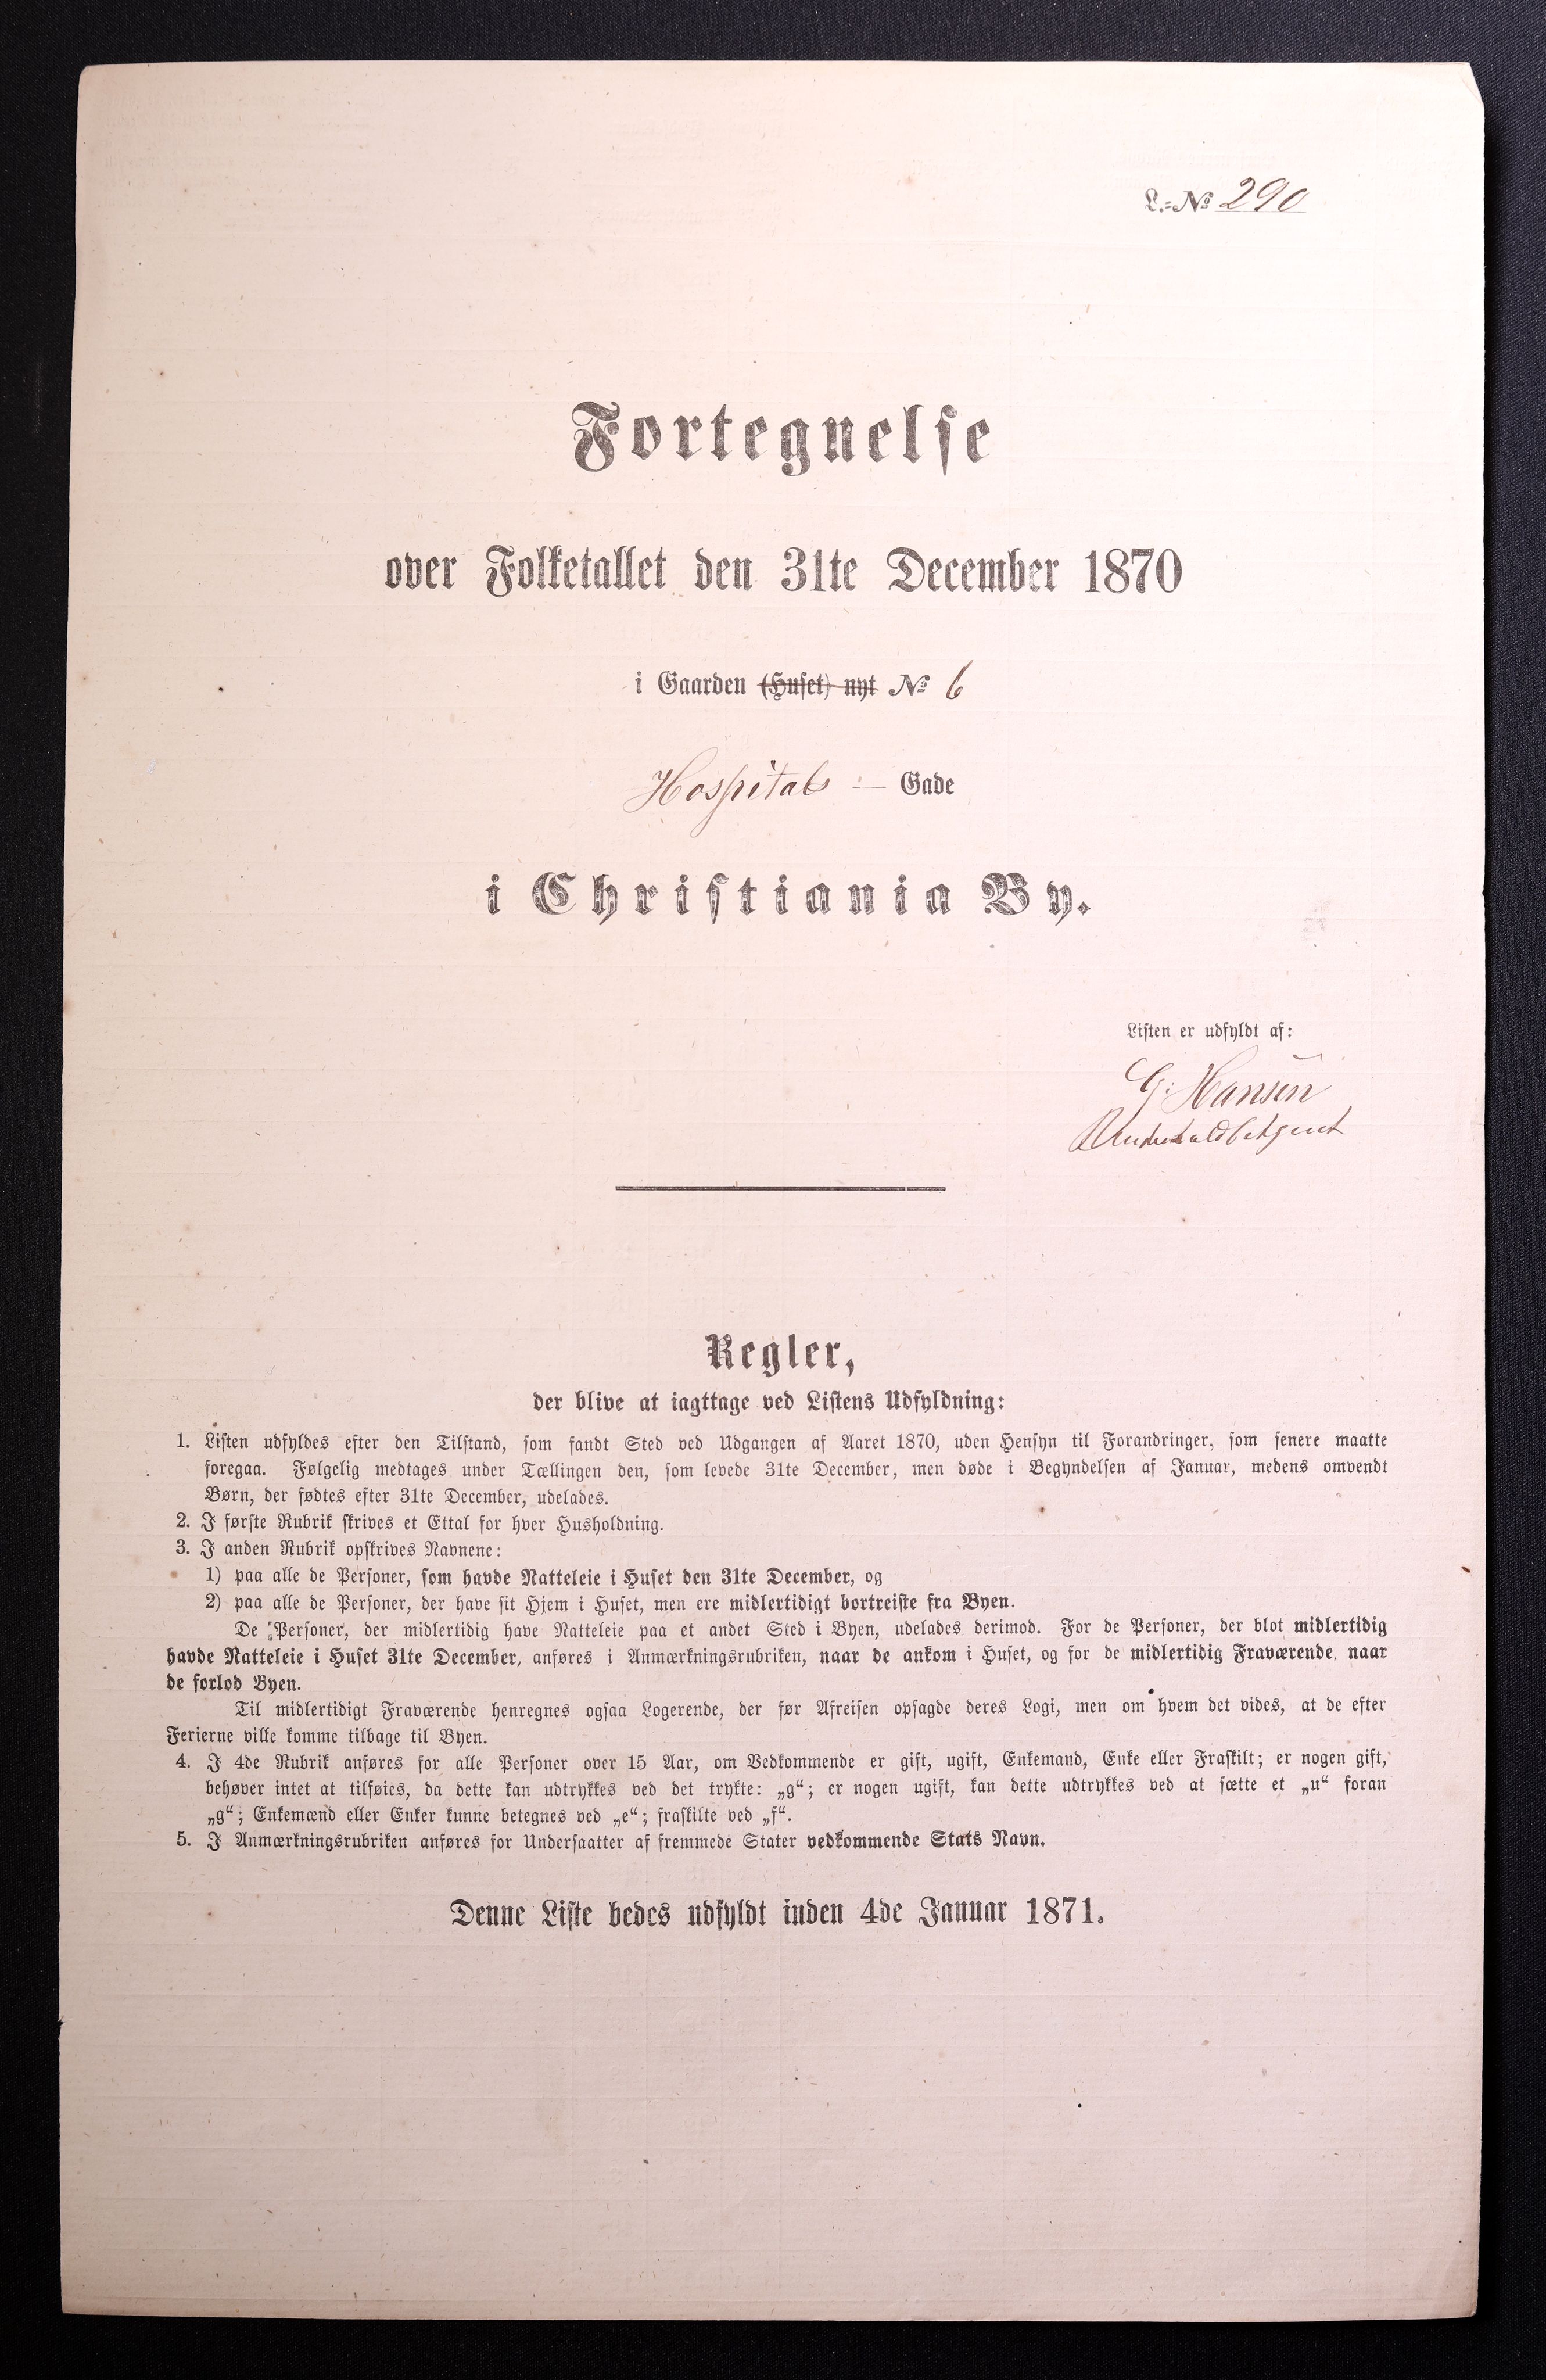 L.-№ 290
Fortegnelse
over Folketallet den 31te December 1870
i Gaarden (Huset) nyt № 6
Hospitals — Gade
i Christiania By.
Listen er udfyldt af:
G: Hansen
Regler,
der blive at iagttage ved Listens Udfyldning:
1. Listen udfyldes efter den Tilstand, som fandt Sted ved Udgangen af Aaret 1870, uden Hensyn til Forandringer, som senere maatte
foregaa. Følgelig medtages under Tællingen den, som levede 31te December, men døde i Begyndelsen af Januar, medens omvendt
Børn, der fødtes efter 31te December, udelades.
2. I første Rubrik skrives et Ettal for hver Husholdning.
3. I anden Rubrik opskrives Navnene:
1) paa alle de Personer, som havde Natteleie i Huset den 31te December, og
2) paa alle de Personer, der have sit Hjem i Huset, men ere midlertidigt bortreiste fra Byen.
De Personer, der midlertidig have Natteleie paa et andet Sted i Byen, udelades derimod. For de Personer, der blot midlertidig
havde Natteleie i Huset 31te December, anføres i Anmærkningsrubriken, naar de ankom i Huset, og for de midlertidig Fraværende, naar
de forlod Byen.
Til midlertidigt Fraværende henregnes ogsaa Logerende, der før Afreisen opsagde deres Logi, men om hvem det vides, at de efter
Ferierne ville komme tilbage til Byen.
4. I 4de Rubrik anføres for alle Personer over 15 Aar, om Vedkommende er gift, ugift, Enkemand, Enke eller Fraskilt; er nogen gift,
behøver intet at tilføies, da dette kan udtrykkes ved det trykte: „g“; er nogen ugift, kan dette udtrykkes ved at sætte et „u“ foran
„g“; Enkemænd eller Enker kunne betegnes ved „e“; fraskilte ved „f“.
5. I Anmærkningsrubriken anføres for Undersaatter af fremmede Stater vedkommende Stats Navn.
Denne Liste bedes udfyldt inden 4de Januar 1871.